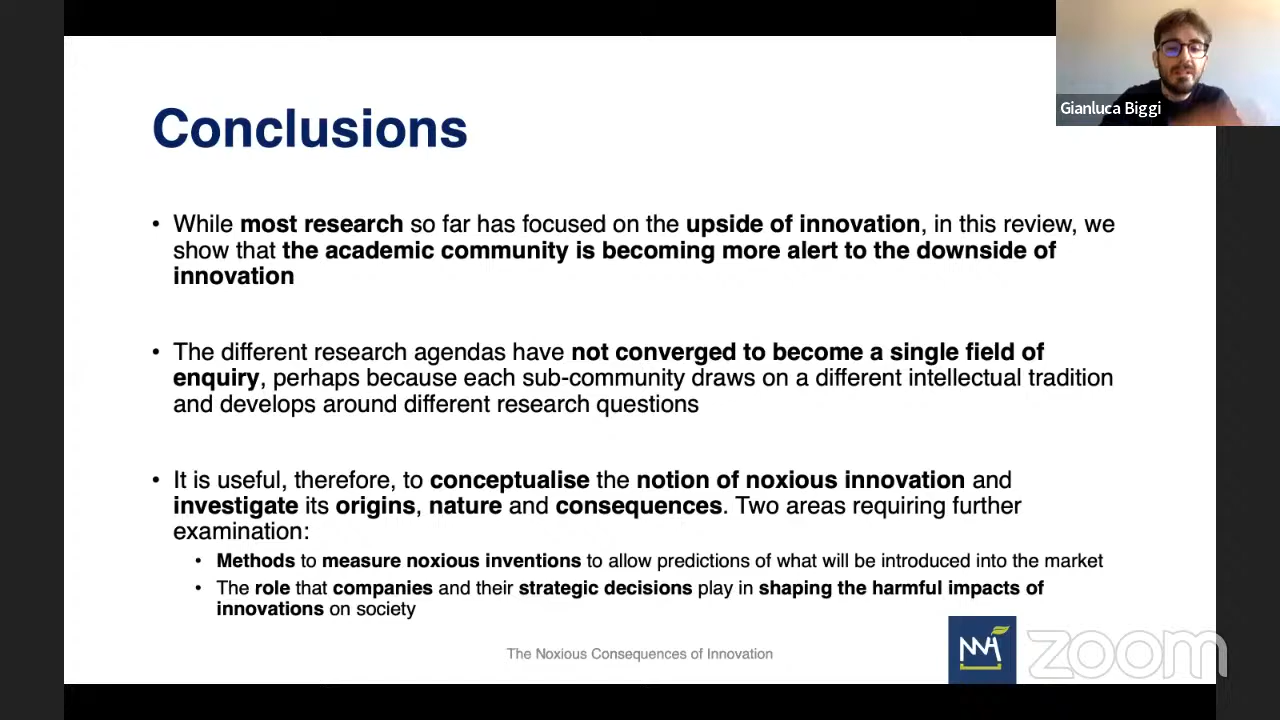 Conclusions
Gianluca Biggi
• While most research so far has focused on the upside of innovation, in this review, we
show that the academic community is becoming more alert to the downside of
innovation
• The different research agendas have not converged to become a single field of
enquiry, perhaps because each sub-community draws on a different intellectual tradition
and develops around different research questions
• It is useful, therefore, to conceptualise the notion of noxious innovation and
investigate its origins, nature and consequences. Two areas requiring further
examination:
• Methods to measure noxious inventions to allow predictions of what will be introduced into the market
• The role that companies and their strategic decisions play in shaping the harmful impacts of
innovations on society
The Noxious Consequences of Innovation
zoom